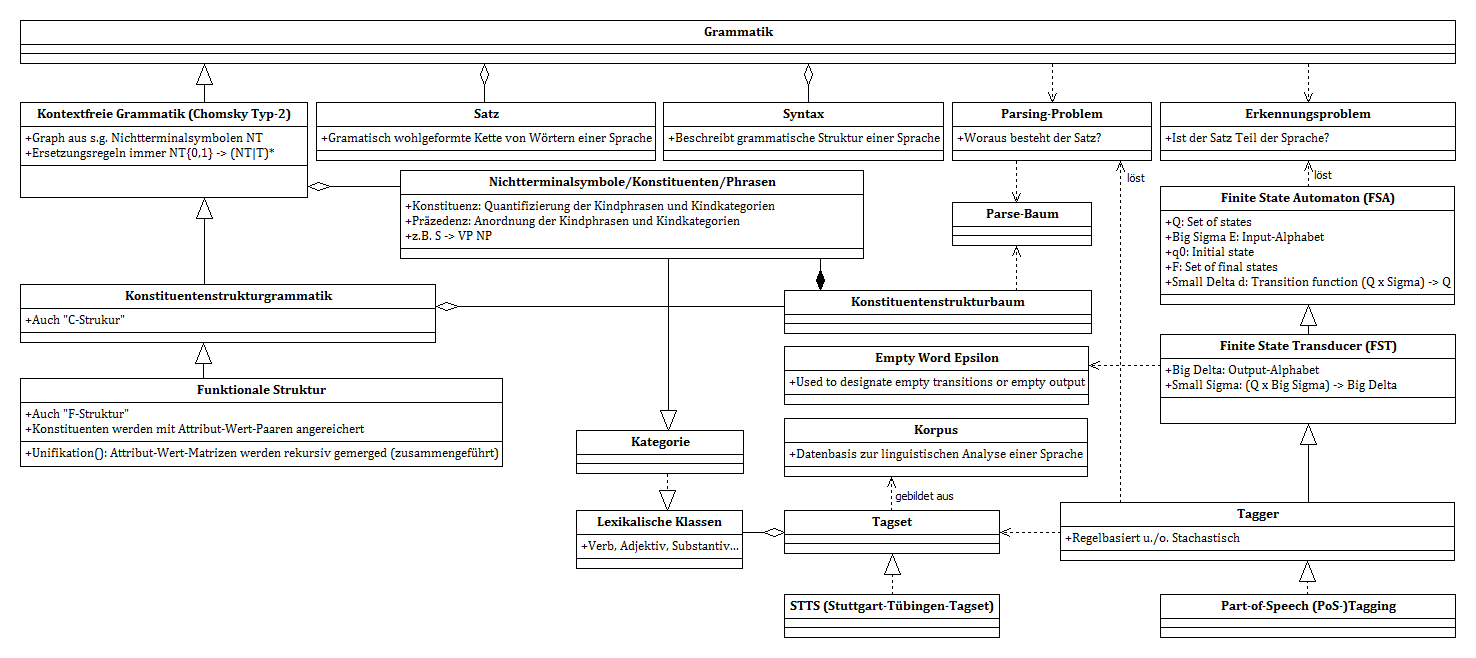 Grammatik
Kontextfreie Grammatik (Chomsky Typ-2)
+Graph aus s.g. Nichtterminalsymbolen NT
+Ersetzungsregeln immer NT{0,1} -> (NT|T)*
Satz
+Gramatisch wohlgeformte Kette von Wörtern einer Sprache
Syntax
+Beschreibt grammatische Struktur einer Sprache
Parsing-Problem
+Woraus besteht der Satz?
Erkennungsproblem
+Ist der Satz Teil der Sprache?
löst
löst
Nichtterminalsymbole/Konstituenten/Phrasen
+Konstituenz: Quantifizierung der Kindphrasen und Kindkategorien
+Präzedenz: Anordnung der Kindphrasen und Kindkategorien
+z.B. S -> VP NP
Parse-Baum
Finite State Automaton (FSA)
+Q: Set of states
+Big Sigma E: Input-Alphabet
+q0: Initial state
+F: Set of final states
+Small Delta d: Transition function (Q x Sigma) -> Q
Konstituentenstrukturgrammatik
+Auch "C-Strukur"
Konstituentenstrukturbaum
Empty Word Epsilon
+Used to designate empty transitions or empty output
Finite State Transducer (FST)
+Big Delta: Output-Alphabet
+Small Sigma: (Q x Big Sigma) -> Big Delta
Funktionale Struktur
+Auch "F-Struktur"
+Konstituenten werden mit Attribut-Wert-Paaren angereichert
+Unifikation(): Attribut-Wert-Matrizen werden rekursiv gemerged (zusammengeführt)
Kategorie
Korpus
+Datenbasis zur linguistischen Analyse einer Sprache
gebildet aus
Lexikalische Klassen
+Verb, Adjektiv, Substantiv...
Tagset
Tagger
+Regelbasiert u./o. Stachastisch
STTS (Stuttgart-Tübingen-Tagset)
Part-of-Speech (PoS-)Tagging